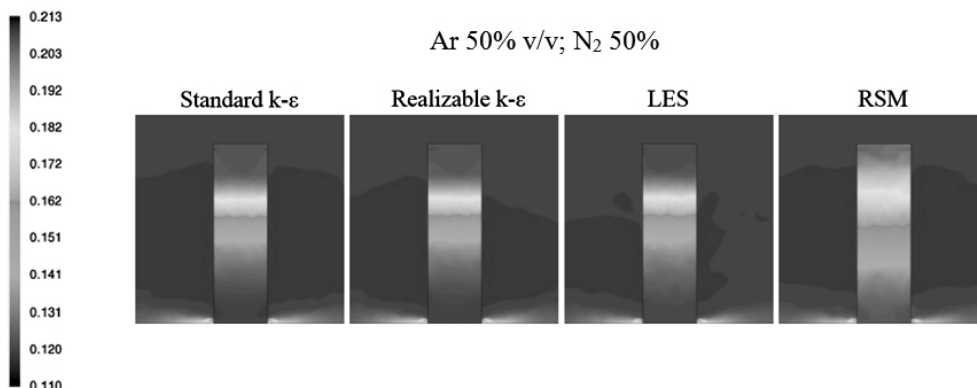 Ar 50% v/v; N₂ 50%
Standard k-ε
Realizable k-ε
LES
RSM
0.213
0.203
0.192
0.182
0.172
0.162
0.151
0.141
0.131
0.120
0.110